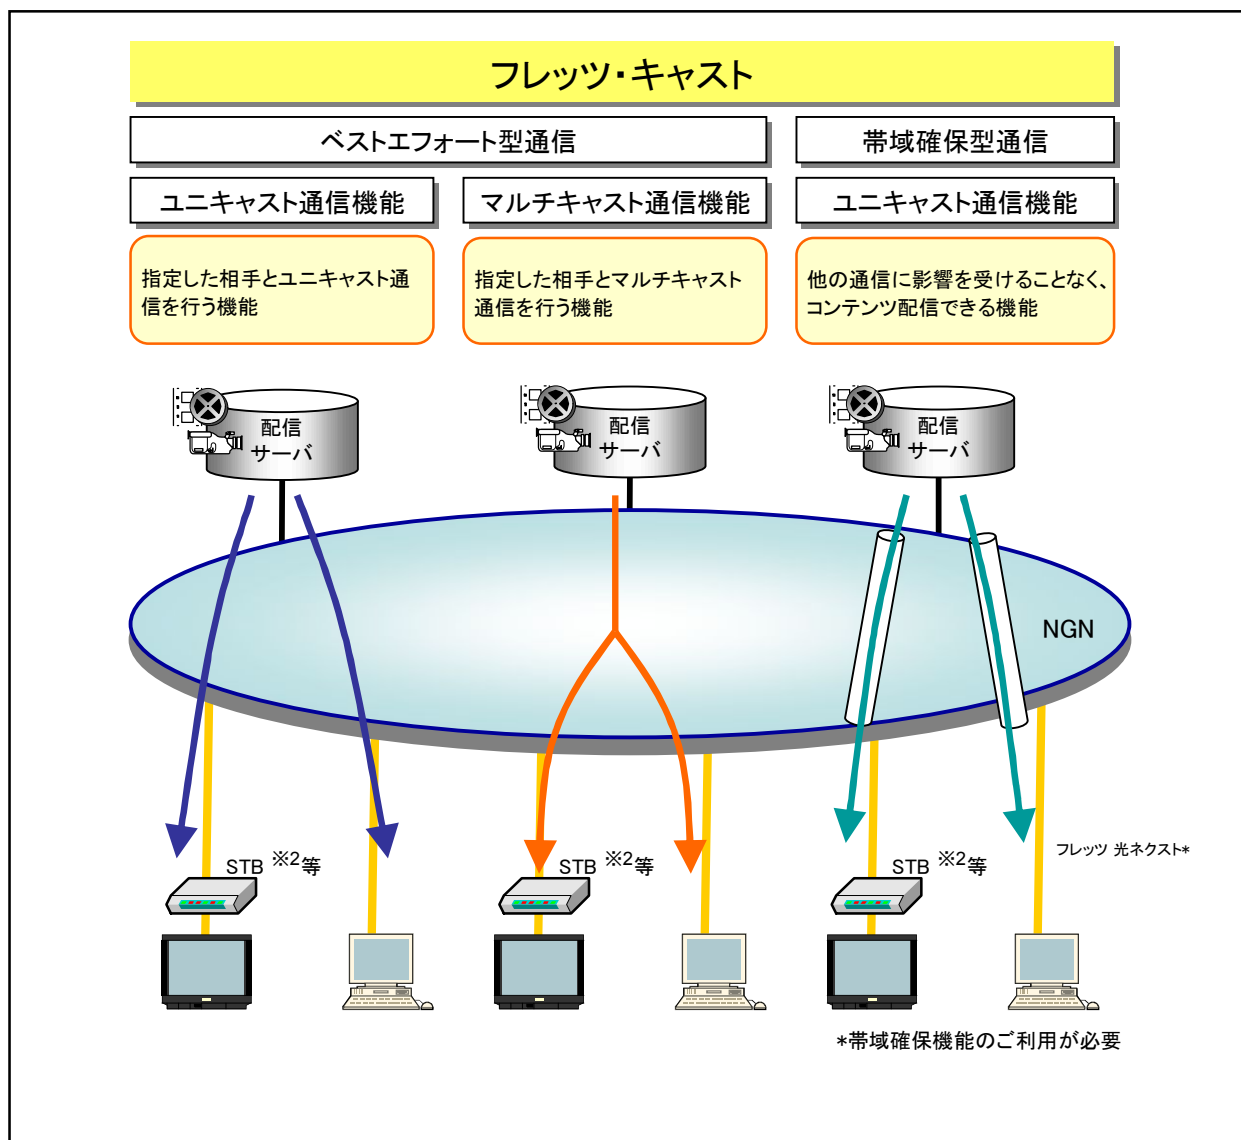 フレッツ・キャスト
ベストエフォート型通信
帯域確保型通信
ユニキャスト通信機能
マルチキャスト通信機能
ユニキャスト通信機能
指定した相手とユニキャスト通
信を行う機能
指定した相手とマルチキャスト
通信を行う機能
他の通信に影響を受けることなく、
コンテンツ配信できる機能
配信
サーバ
配信
サーバ
配信
サーバ
NGN
STB ※2等
STB ※2等
STB ※2等
フレッツ 光ネクスト*
*帯域確保機能のご利用が必要